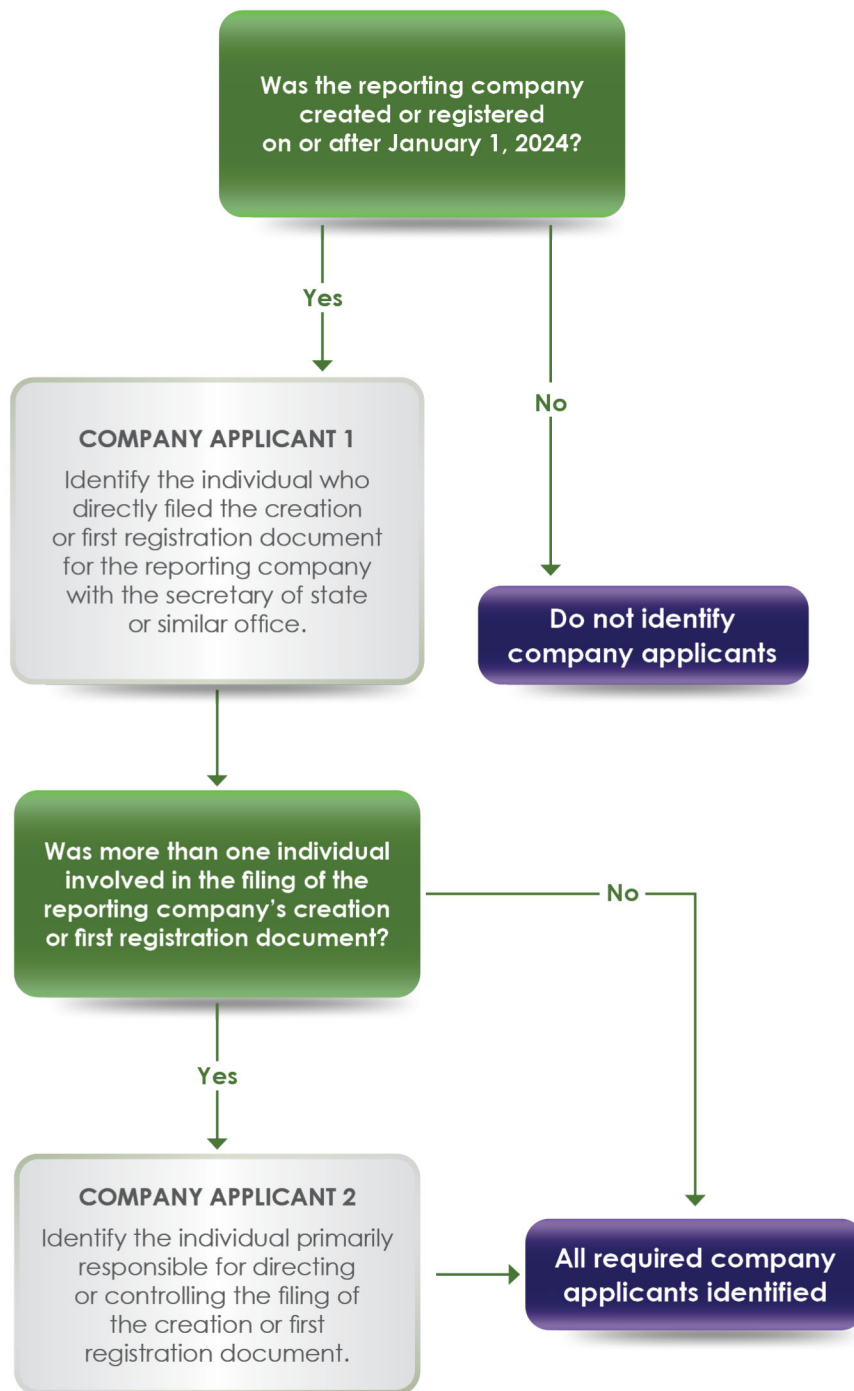 Was the reporting company
created or registered
on or after January 1, 2024?
Yes
No
COMPANY APPLICANT 1
Identify the individual who
directly filed the creation
or first registration document
for the reporting company
with the secretary of state
or similar office.
Do not identify
company applicants
Was more than one individual
involved in the filing of the
reporting company’s creation
or first registration document?
No
Yes
COMPANY APPLICANT 2
Identify the individual primarily
responsible for directing
or controlling the filing of
the creation or first
registration document.
All required company
applicants identified